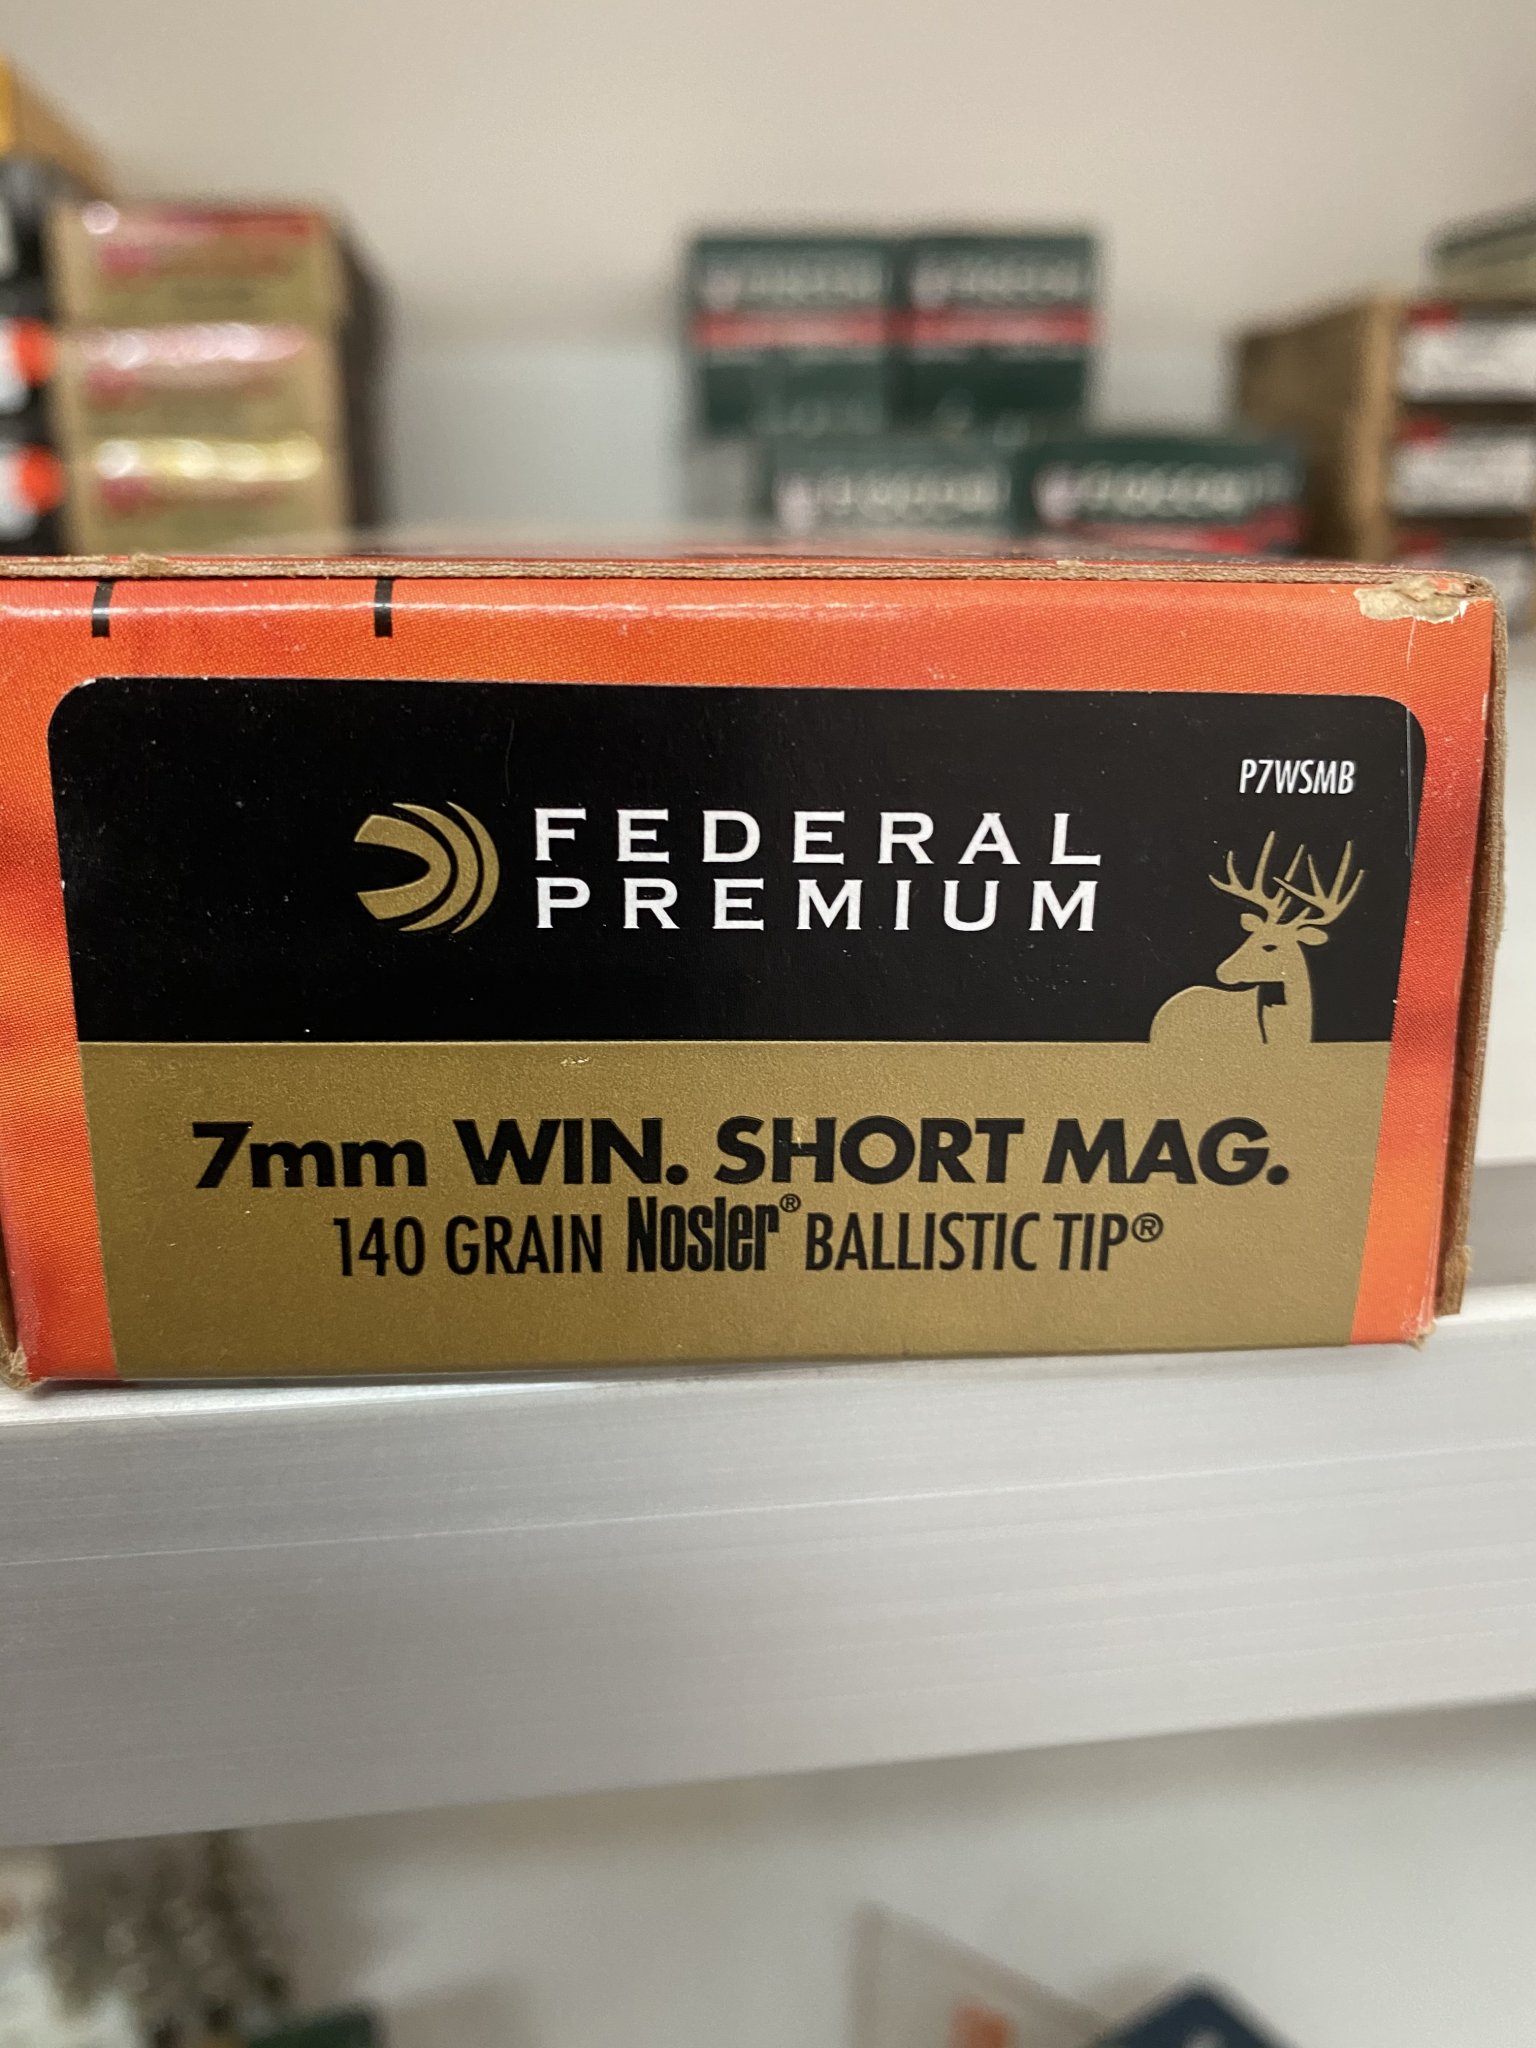 P7WSMB
FEDERAL
PREMIUM
7mm WIN. SHORT MAG.
140 GRAIN Nosler® BALLISTIC TIP®